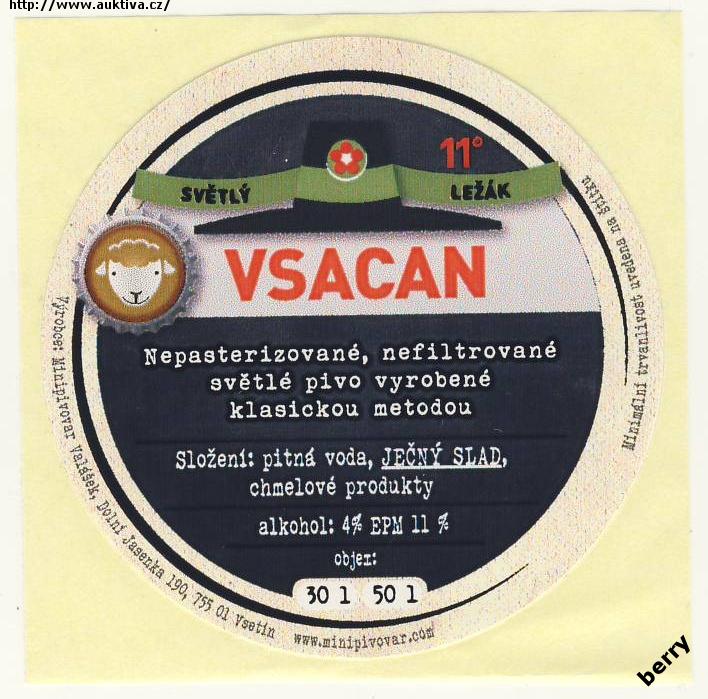 http://www.auktiva.cz/
11°
SVĚTLÝ LEŽÁK
VSACAN
Nepasterizované, nefiltrované
světlé pivo vyrobené
klasickou metodou
Složení: pitná voda, JEČNÝ SLAD,
chmelové produkty
alkohol: 4% EPM 11 %
objem:
30 l 50 l
Výrobce: Minipivovar Valášek, Dolní Jasenka 190, 755 01 Vsetín
www.minipivovar.com
Minimální trvanlivost uvedena na štítku
berry